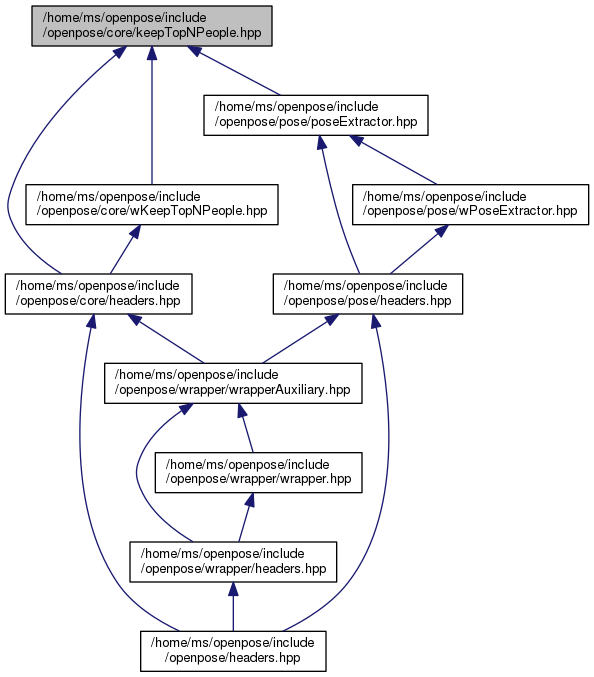 /home/ms/openpose/include
/openpose/core/keepTopNPeople.hpp
/home/ms/openpose/include
/openpose/pose/poseExtractor.hpp
/home/ms/openpose/include
/openpose/core/wKeepTopNPeople.hpp
/home/ms/openpose/include
/openpose/pose/wPoseExtractor.hpp
/home/ms/openpose/include
/openpose/core/headers.hpp
/home/ms/openpose/include
/openpose/pose/headers.hpp
/home/ms/openpose/include
/openpose/wrapper/wrapperAuxiliary.hpp
/home/ms/openpose/include
/openpose/wrapper/wrapper.hpp
/home/ms/openpose/include
/openpose/wrapper/headers.hpp
/home/ms/openpose/include
/openpose/headers.hpp